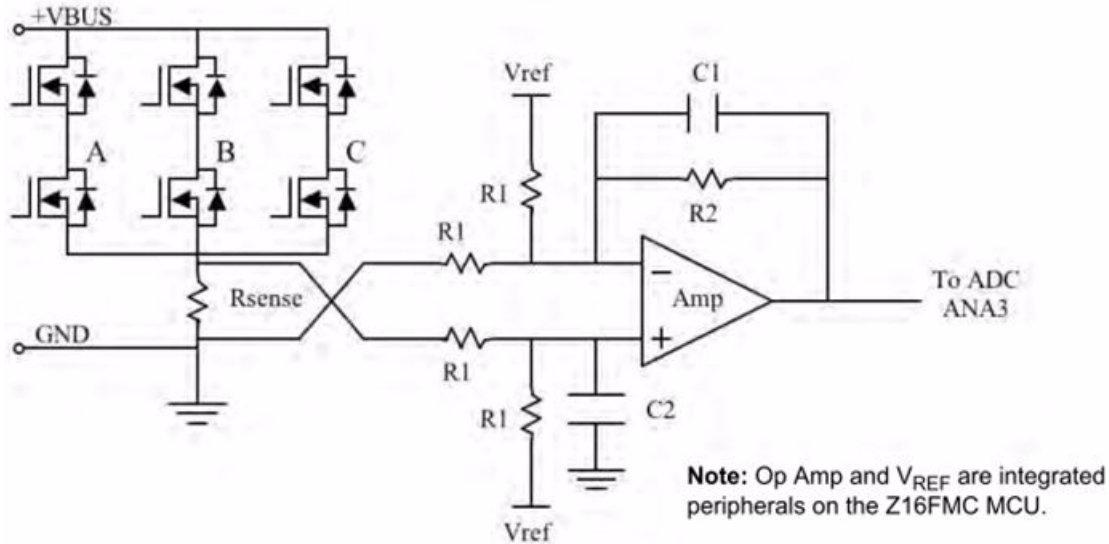 +VBUS
A
B
C
Rsense
GND
Vref
R1
R1
R1
R1
Vref
C1
R2
−
Amp
+
C2
To ADC
ANA3
Note: Op Amp and VREF are integrated
peripherals on the Z16FMC MCU.